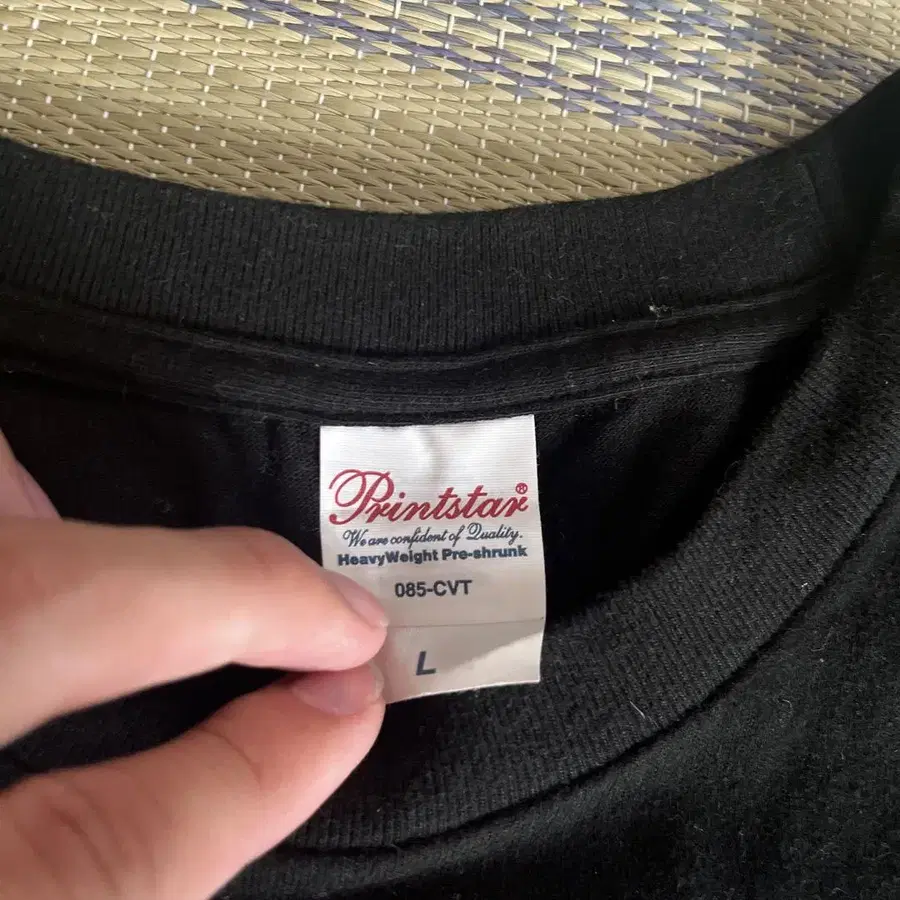 Printstar®
We are confident of Quality.
HeavyWeight Pre-shrunk
085-CVT
L